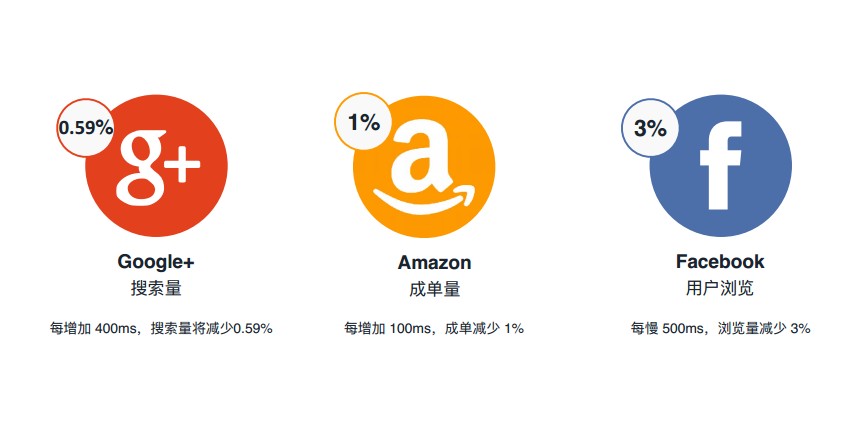 0.59%
g+
Google+
搜索量
每增加 400ms，搜索量将减少0.59%
1%
a
Amazon
成单量
每增加 100ms，成单减少 1%
3%
f
Facebook
用户浏览
每慢 500ms，浏览量减少 3%